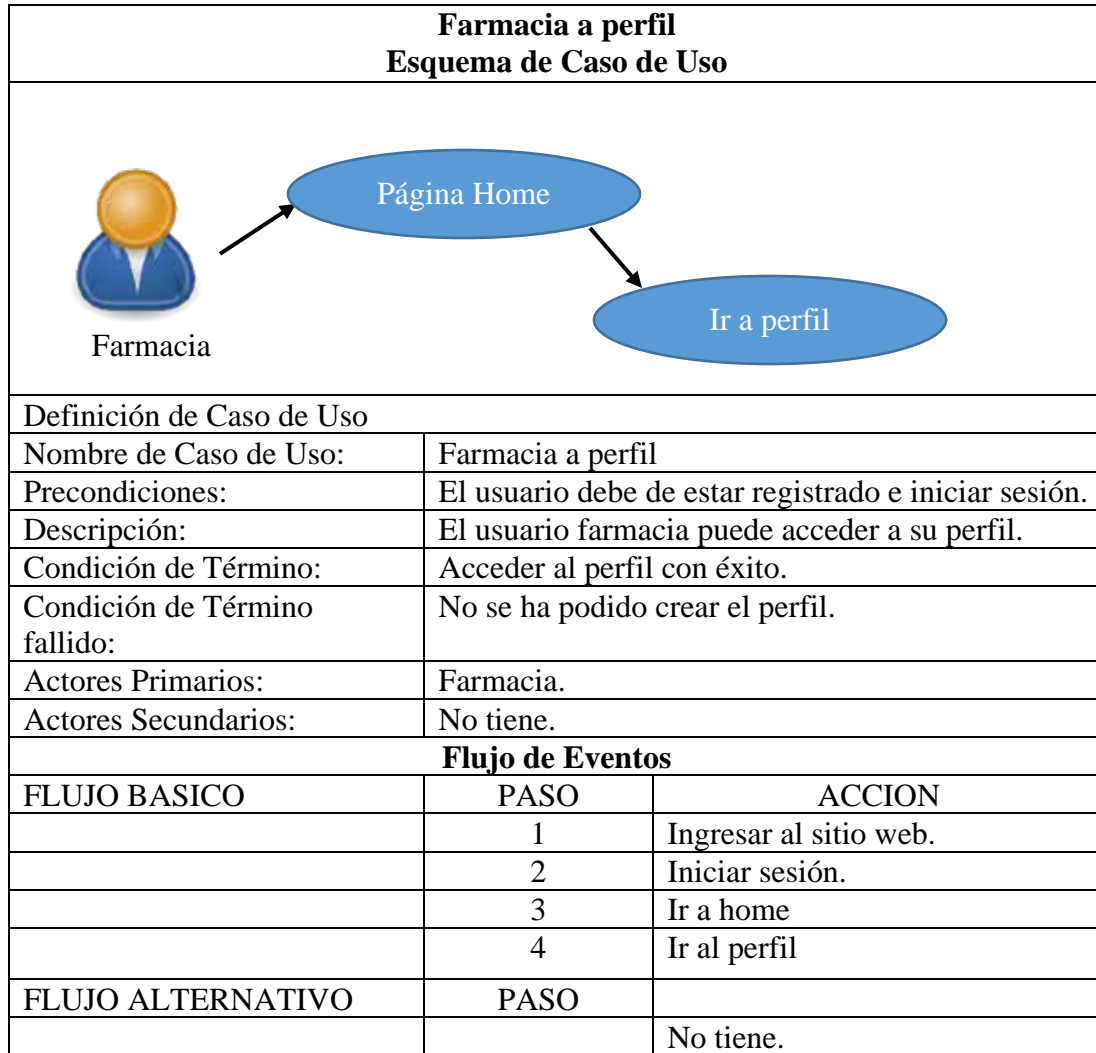 Farmacia a perfil
Esquema de Caso de Uso
Página Home
Ir a perfil
Farmacia
Definición de Caso de Uso
Nombre de Caso de Uso: Farmacia a perfil
Precondiciones: El usuario debe de estar registrado e iniciar sesión.
Descripción: El usuario farmacia puede acceder a su perfil.
Condición de Término: Acceder al perfil con éxito.
Condición de Término No se ha podido crear el perfil.
fallido:
Actores Primarios: Farmacia.
Actores Secundarios: No tiene.
Flujo de Eventos
FLUJO BASICO PASO ACCION
1 Ingresar al sitio web.
2 Iniciar sesión.
3 Ir a home
4 Ir al perfil
FLUJO ALTERNATIVO PASO
No tiene.